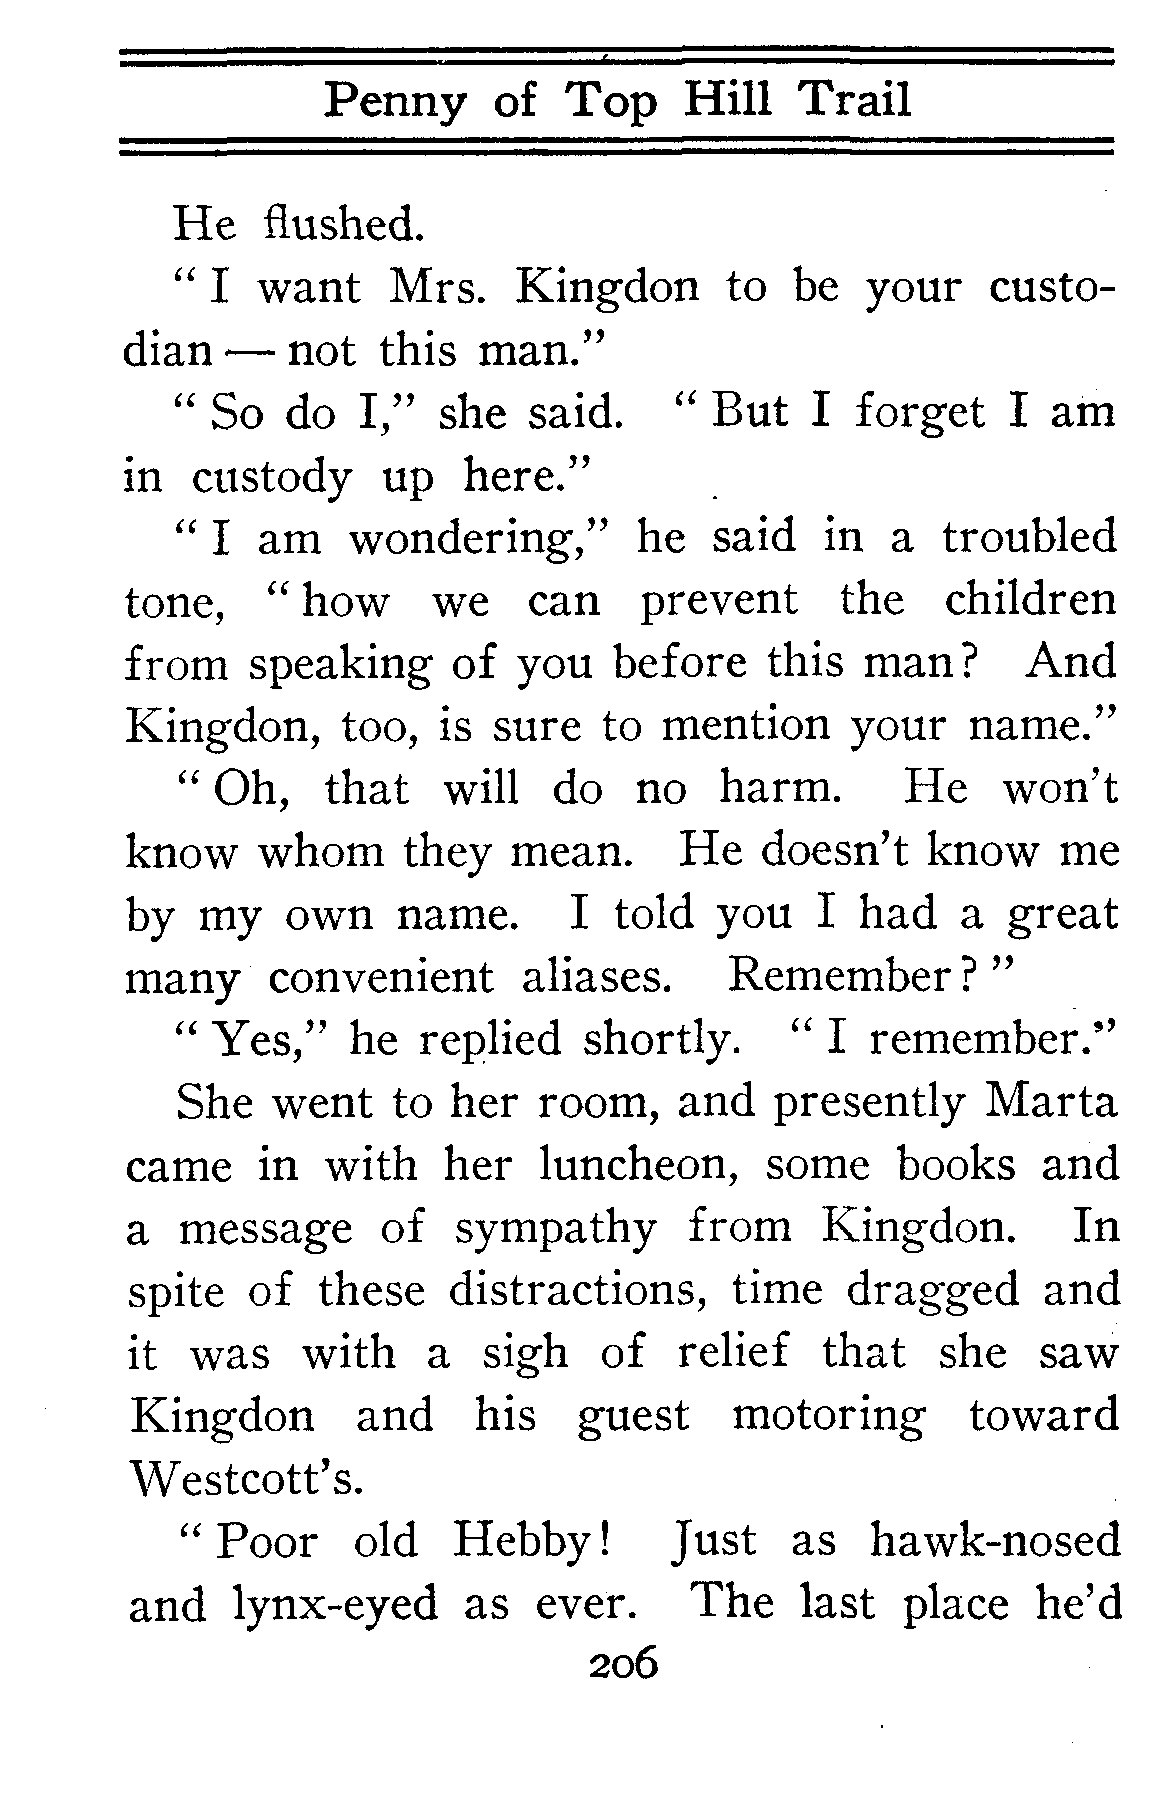 Penny of Top Hill Trail
He flushed.
" I want Mrs. Kingdon to be your custo-
dian — not this man."
" So do I," she said. " But I forget I am
in custody up here."
" I am wondering," he said in a troubled
tone, " how we can prevent the children
from speaking of you before this man? And
Kingdon, too, is sure to mention your name."
" Oh, that will do no harm. He won't
know whom they mean. He doesn't know me
by my own name. I told you I had a great
many convenient aliases. Remember? "
" Yes," he replied shortly. " I remember."
She went to her room, and presently Marta
came in with her luncheon, some books and
a message of sympathy from Kingdon. In
spite of these distractions, time dragged and
it was with a sigh of relief that she saw
Kingdon and his guest motoring toward
Westcott's.
" Poor old Hebby! Just as hawk-nosed
and lynx-eyed as ever. The last place he'd
206